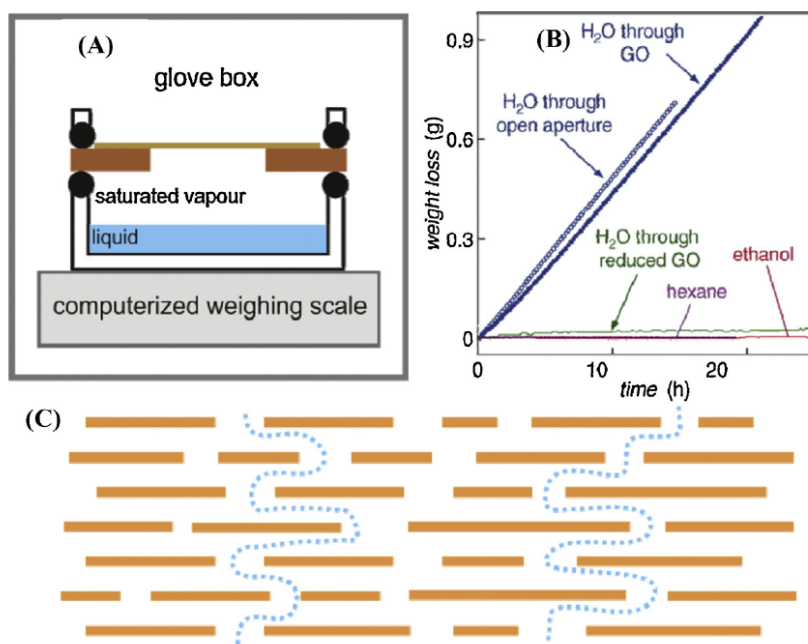 (A)
glove box
saturated vapour
liquid
computerized weighing scale
(B)
H₂O through
GO
H₂O through
open aperture
H₂O through
reduced GO
ethanol
hexane
weight loss (g)
0.9
0.6
0.3
0
0
10
20
time (h)
(C)